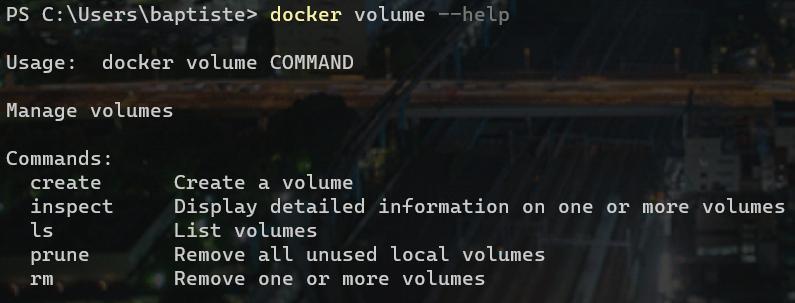 PS C:\Users\baptiste> docker volume --help
Usage:  docker volume COMMAND
Manage volumes
Commands:
  create      Create a volume
  inspect     Display detailed information on one or more volumes
  ls          List volumes
  prune       Remove all unused local volumes
  rm          Remove one or more volumes